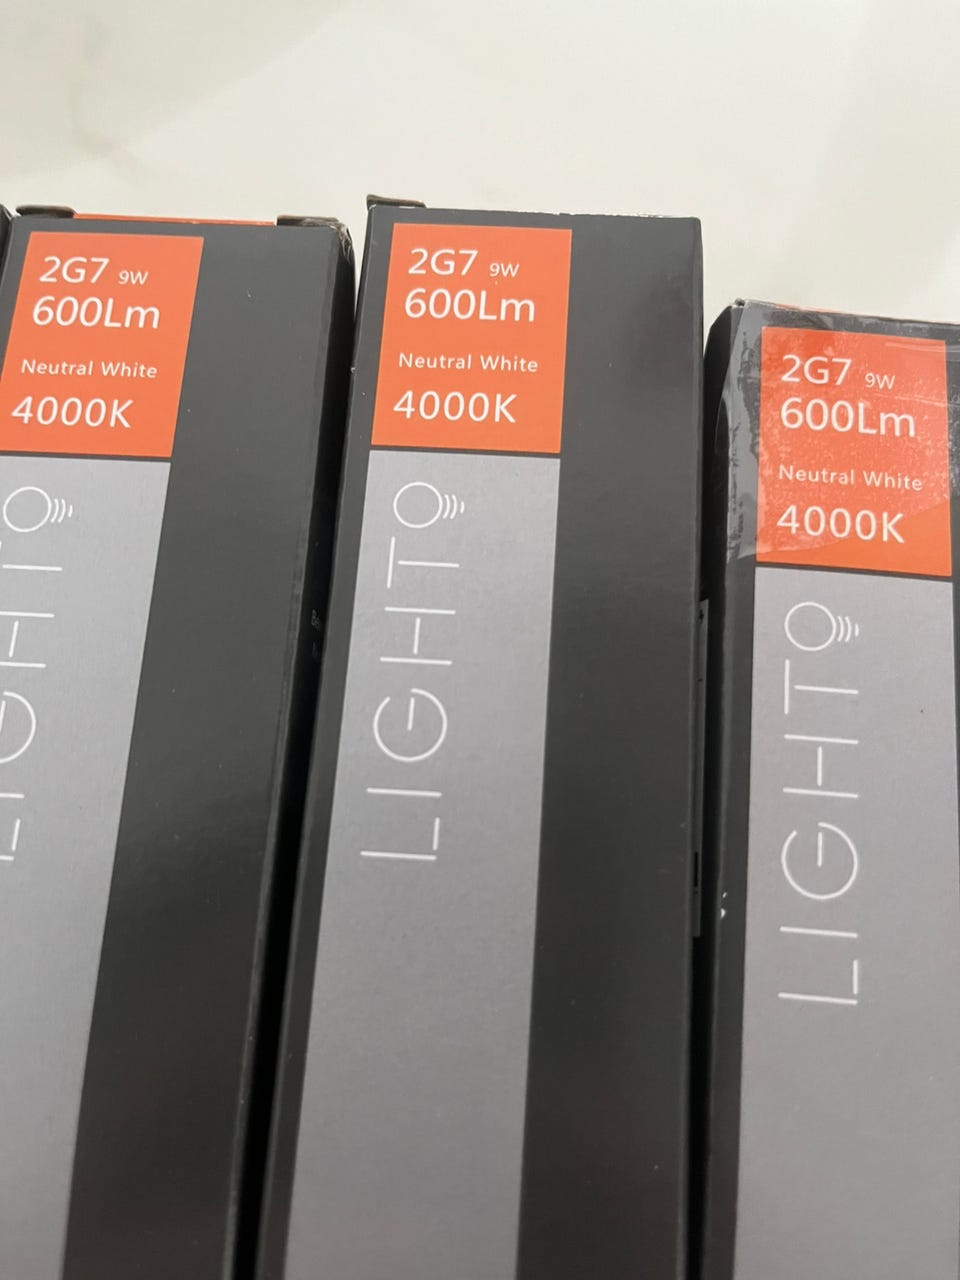 2G7 9W
600Lm
Neutral White
4000K
LIGHTO
2G7 9W
600Lm
Neutral White
4000K
LIGHTO
2G7 9W
600Lm
Neutral White
4000K
LIGHTO